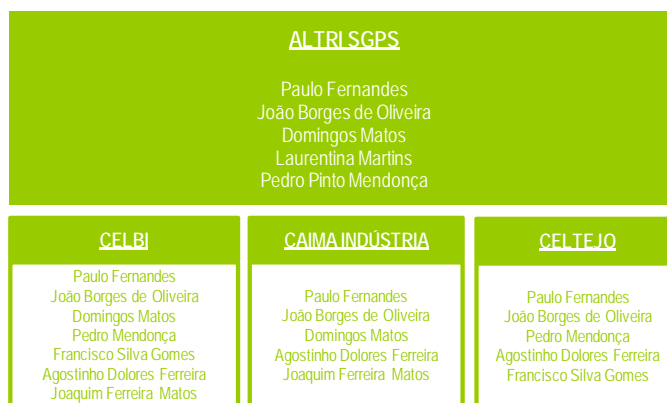 ALTRI SGPS
Paulo Fernandes
João Borges de Oliveira
Domingos Matos
Laurentina Martins
Pedro Pinto Mendonça
CELBI
Paulo Fernandes
João Borges de Oliveira
Domingos Matos
Pedro Mendonça
Francisco Silva Gomes
Agostinho Dolores Ferreira
Joaquim Ferreira Matos
CAIMA INDÚSTRIA
Paulo Fernandes
João Borges de Oliveira
Domingos Matos
Agostinho Dolores Ferreira
Joaquim Ferreira Matos
CELTEJO
Paulo Fernandes
João Borges de Oliveira
Pedro Mendonça
Agostinho Dolores Ferreira
Francisco Silva Gomes